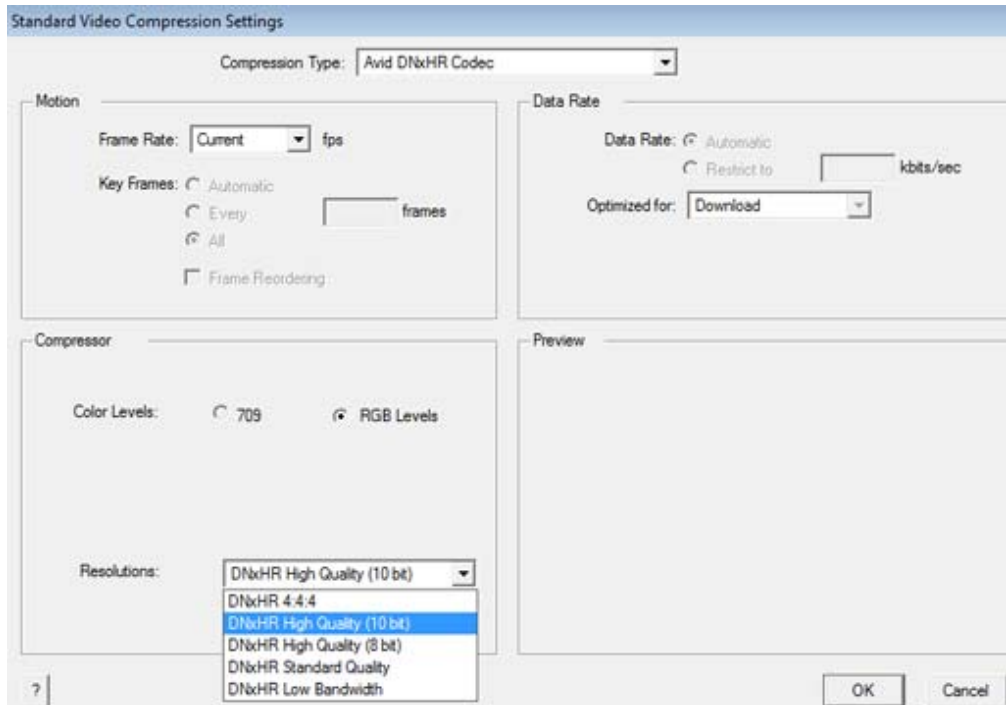 Standard Video Compression Settings
Compression Type: Avid DNxHR Codec
Motion
Frame Rate: Current fps
Key Frames: Automatic
Every frames
All
Frame Reordering
Data Rate
Data Rate: Automatic
Restrict to kbits/sec
Optimized for: Download
Compressor
Color Levels: 709 RGB Levels
Resolutions: DNxHR High Quality (10 bit)
DNxHR 4:4:4
DNxHR High Quality (10 bit)
DNxHR High Quality (8 bit)
DNxHR Standard Quality
DNxHR Low Bandwidth
Preview
?
OK Cancel